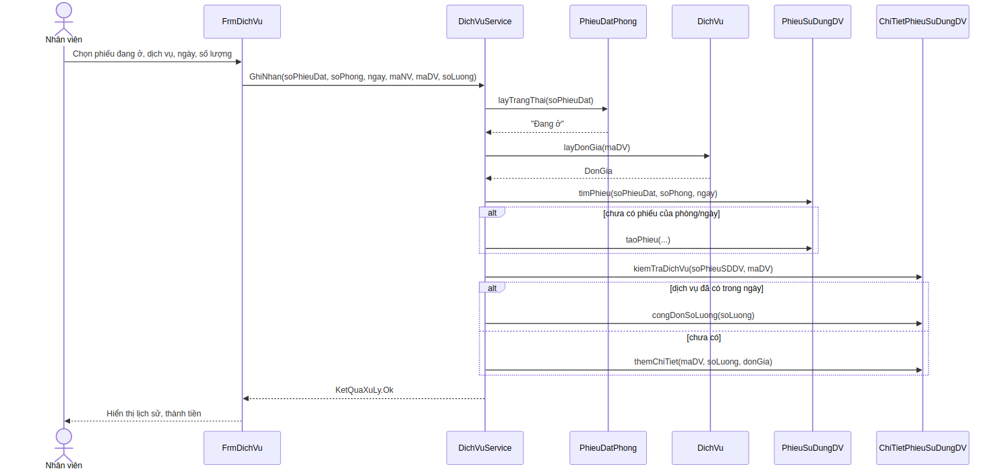 Nhân viên
FrmDichVu
DichVuService
PhieuDatPhong
DichVu
PhieuSuDungDV
ChiTietPhieuSuDungDV
Chọn phiếu đang ở, dịch vụ, ngày, số lượng
GhiNhan(soPhieuDat, soPhong, ngay, maNV, maDV, soLuong)
layTrangThai(soPhieuDat)
"Đang ở"
layDonGia(maDV)
DonGia
timPhieu(soPhieuDat, soPhong, ngay)
alt
[chưa có phiếu của phòng/ngày]
taoPhieu(...)
kiemTraDichVu(soPhieuSDDV, maDV)
alt
[dịch vụ đã có trong ngày]
congDonSoLuong(soLuong)
[chưa có]
themChiTiet(maDV, soLuong, donGia)
KetQuaXuLy.Ok
Hiển thị lịch sử, thành tiền
Nhân viên
FrmDichVu
DichVuService
PhieuDatPhong
DichVu
PhieuSuDungDV
ChiTietPhieuSuDungDV